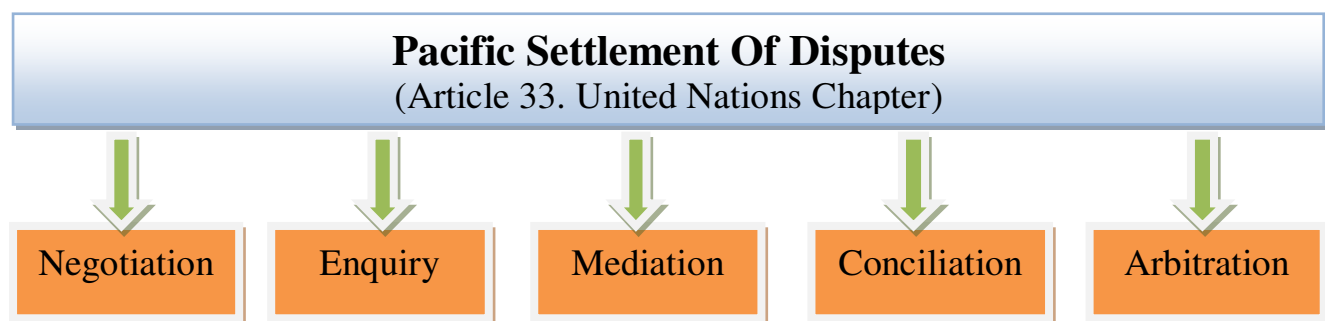 Pacific Settlement Of Disputes
(Article 33. United Nations Chapter)
Negotiation
Enquiry
Mediation
Conciliation
Arbitration